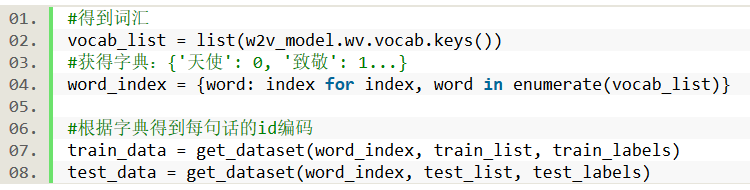 01. #得到词汇
02. vocab_list = list(w2v_model.wv.vocab.keys())
03. #获得字典：{'天使': 0, '致敬': 1...}
04. word_index = {word: index for index, word in enumerate(vocab_list)}
05.
06. #根据字典得到每句话的id编码
07. train_data = get_dataset(word_index, train_list, train_labels)
08. test_data = get_dataset(word_index, test_list, test_labels)